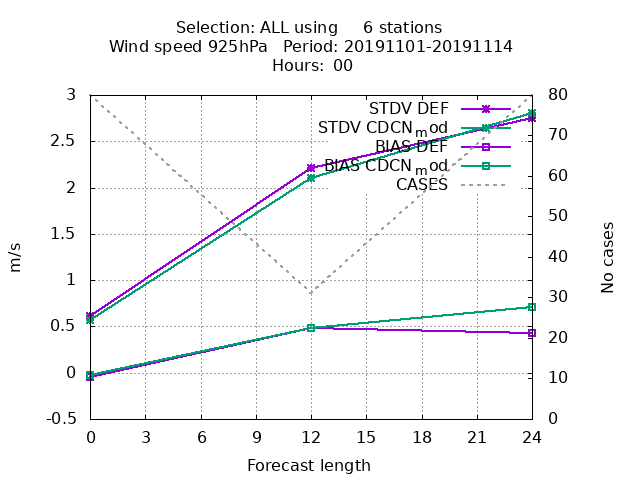 Selection: ALL using     6 stations
Wind speed 925hPa   Period: 20191101-20191114
Hours:  00
STDV DEF
STDV CDCNmod
BIAS DEF
BIAS CDCNmod
CASES
3
2.5
2
1.5
1
0.5
0
-0.5
m/s
80
70
60
50
40
30
20
10
0
No cases
0 3 6 9 12 15 18 21 24
Forecast length